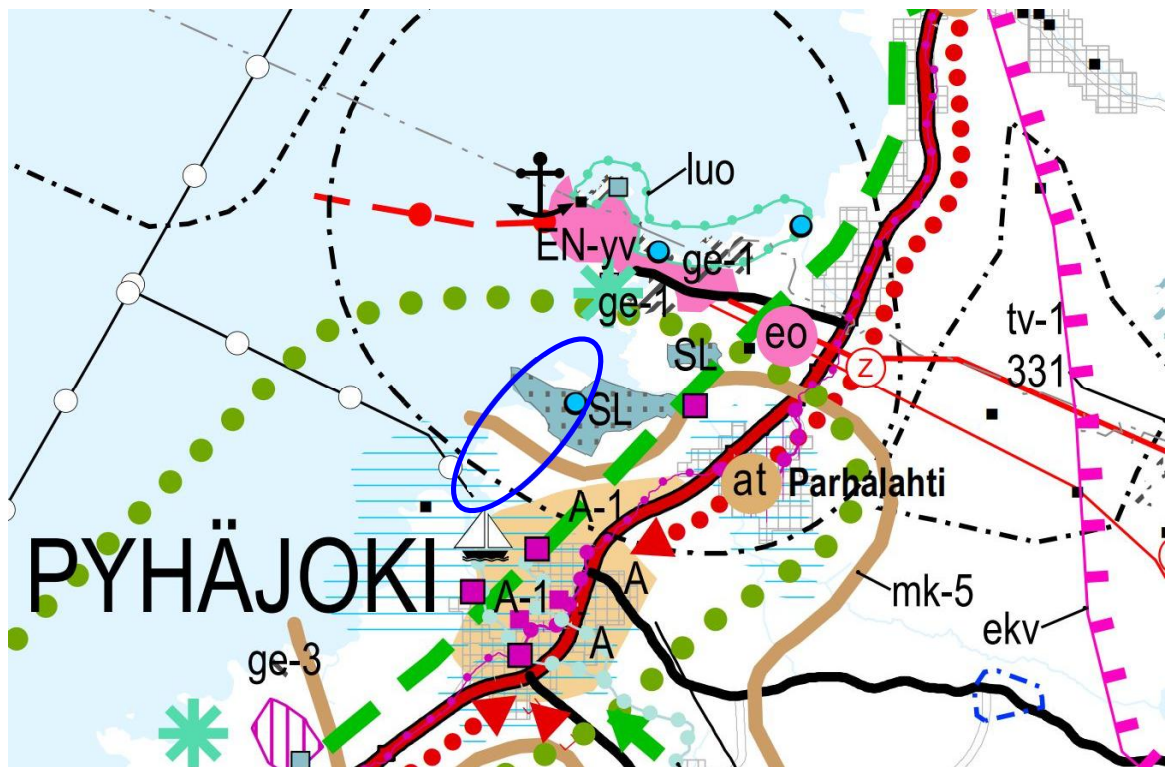 luo
EN-yv
ge-1
ge-1
eo
tv-1
z
331
SL
SL
at
Parhalahti
A-1
PYHÄJOKI
A
mk-5
A-1
A
ekv
ge-3